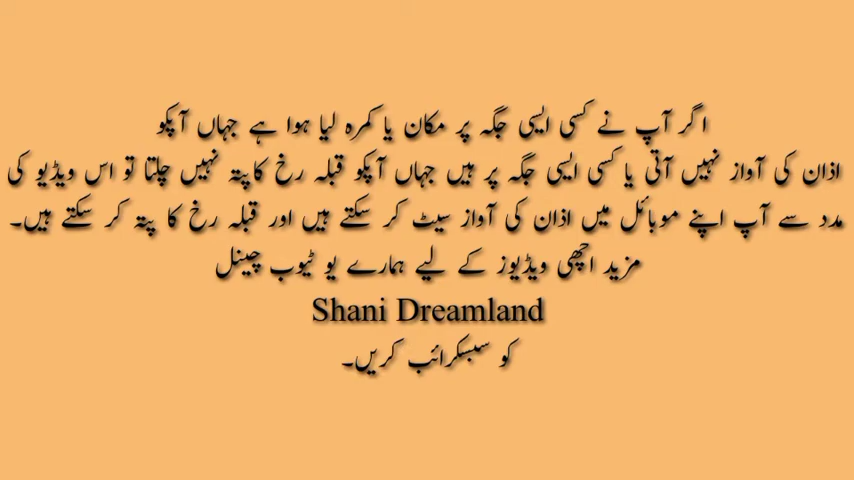 اگر آپ نے کسی ایسی جگہ پر مکان یا کمرہ لیا ہوا ہے جہاں آپکو
اذان کی آواز نہیں آتی یا کسی ایسی جگہ پر ہیں جہاں آپکو قبلہ رخ کاپتہ نہیں چلتا تو اس ویڈیو کی
مدد سے آپ اپنے موبائل میں اذان کی آواز سیٹ کر سکتے ہیں اور قبلہ رخ کا پتہ کر سکتے ہیں۔
مزید اچھی ویڈیوز کے لیے ہمارے یو ٹیوب چینل
Shani Dreamland
کو سبسکرائب کریں۔